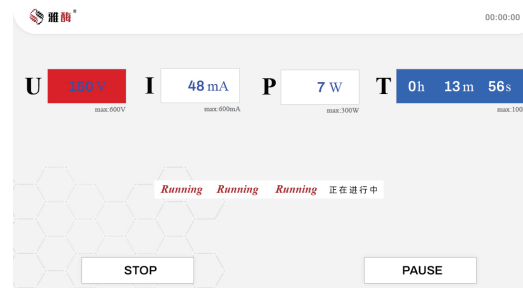 雅酶®
00:00:00
U 160 V I 48 mA P 7 W T 0h 13m 56s
max:600V max:600mA max:300W max:100
Running Running Running 正在进行中
STOP PAUSE